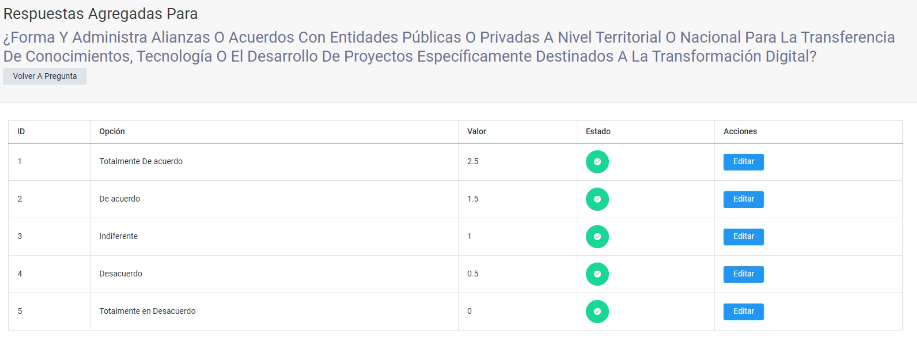 Respuestas Agregadas Para
¿Forma Y Administra Alianzas O Acuerdos Con Entidades Públicas O Privadas A Nivel Territorial O Nacional Para La Transferencia
De Conocimientos, Tecnología O El Desarrollo De Proyectos Específicamente Destinados A La Transformación Digital?
Volver A Pregunta
ID Opción Valor Estado Acciones
1 Totalmente De acuerdo 2.5 Editar
2 De acuerdo 1.5 Editar
3 Indiferente 1 Editar
4 Desacuerdo 0.5 Editar
5 Totalmente en Desacuerdo 0 Editar